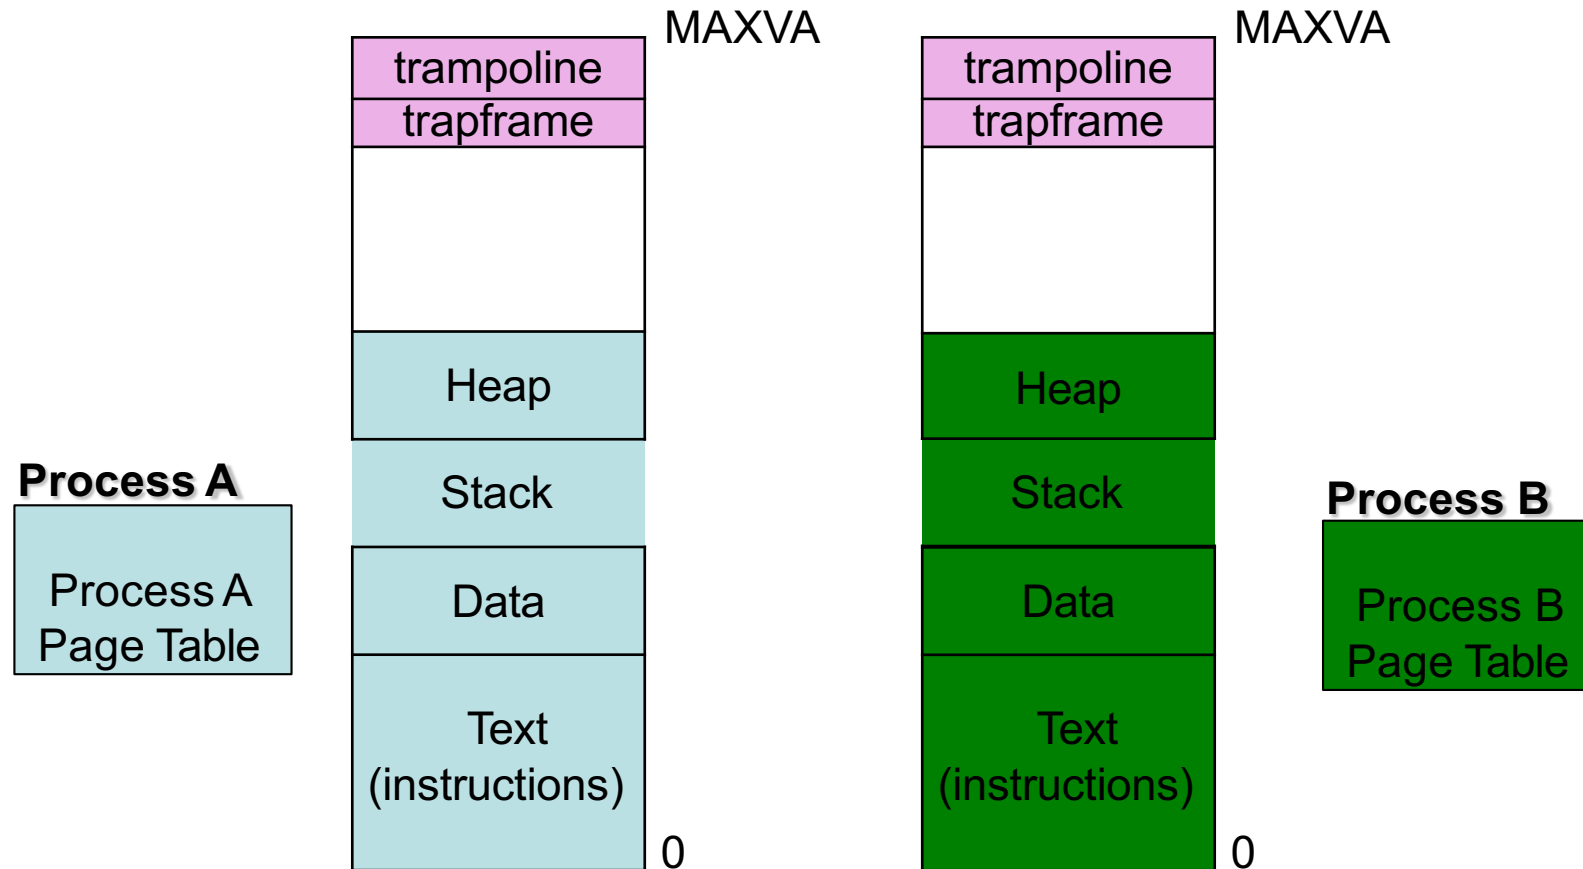 MAXVA
trampoline
trapframe
Heap
Stack
Data
Text
(instructions)
0
Process A
Process A
Page Table
MAXVA
trampoline
trapframe
Heap
Stack
Data
Text
(instructions)
0
Process B
Process B
Page Table